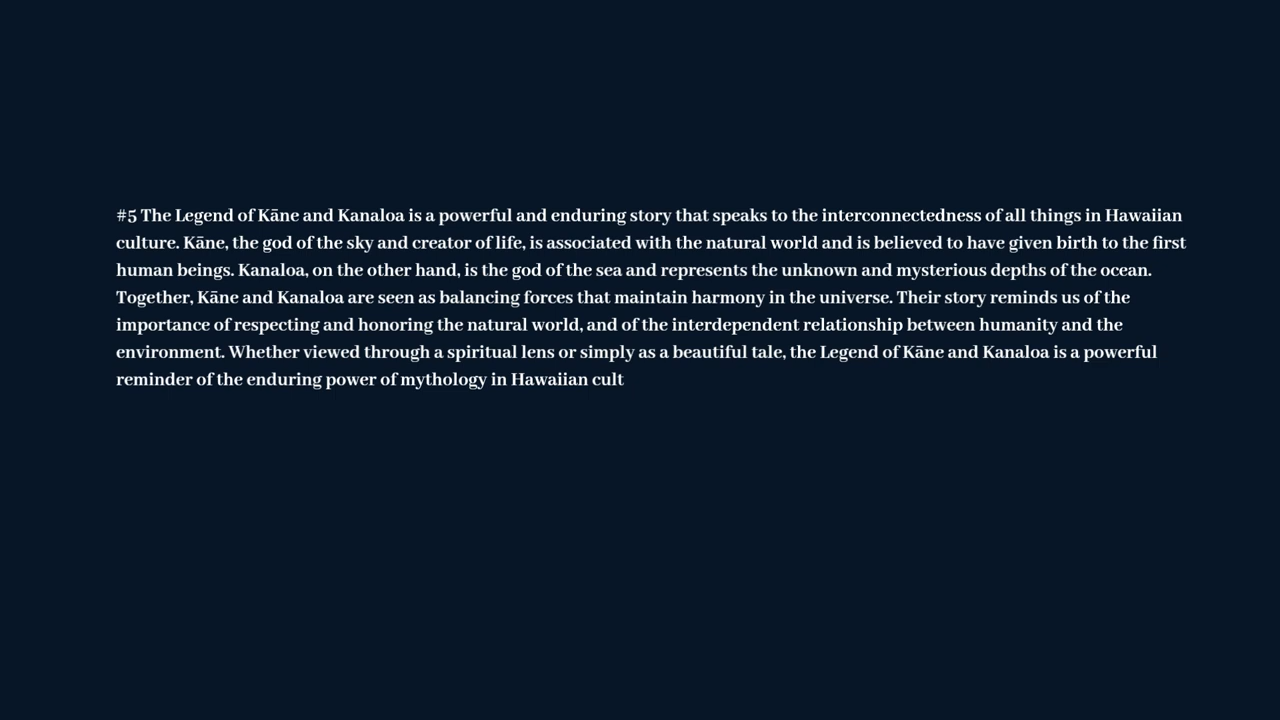 #5 The Legend of Kāne and Kanaloa is a powerful and enduring story that speaks to the interconnectedness of all things in Hawaiian
culture. Kāne, the god of the sky and creator of life, is associated with the natural world and is believed to have given birth to the first
human beings. Kanaloa, on the other hand, is the god of the sea and represents the unknown and mysterious depths of the ocean.
Together, Kāne and Kanaloa are seen as balancing forces that maintain harmony in the universe. Their story reminds us of the
importance of respecting and honoring the natural world, and of the interdependent relationship between humanity and the
environment. Whether viewed through a spiritual lens or simply as a beautiful tale, the Legend of Kāne and Kanaloa is a powerful
reminder of the enduring power of mythology in Hawaiian cult